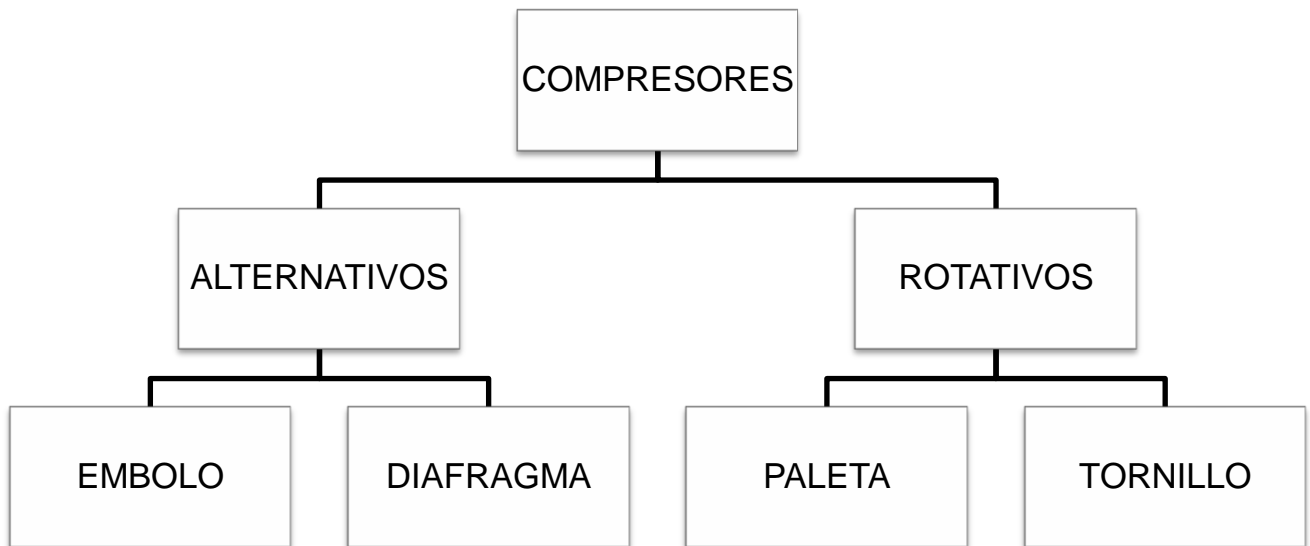 COMPRESORES
ALTERNATIVOS
ROTATIVOS
EMBOLO
DIAFRAGMA
PALETA
TORNILLO